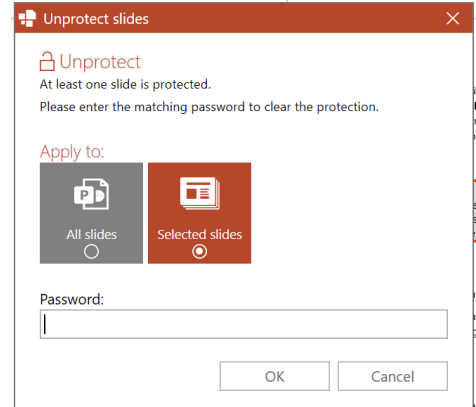 Unprotect slides
Unprotect
At least one slide is protected.
Please enter the matching password to clear the protection.
Apply to:
All slides
Selected slides
Password:
OK
Cancel